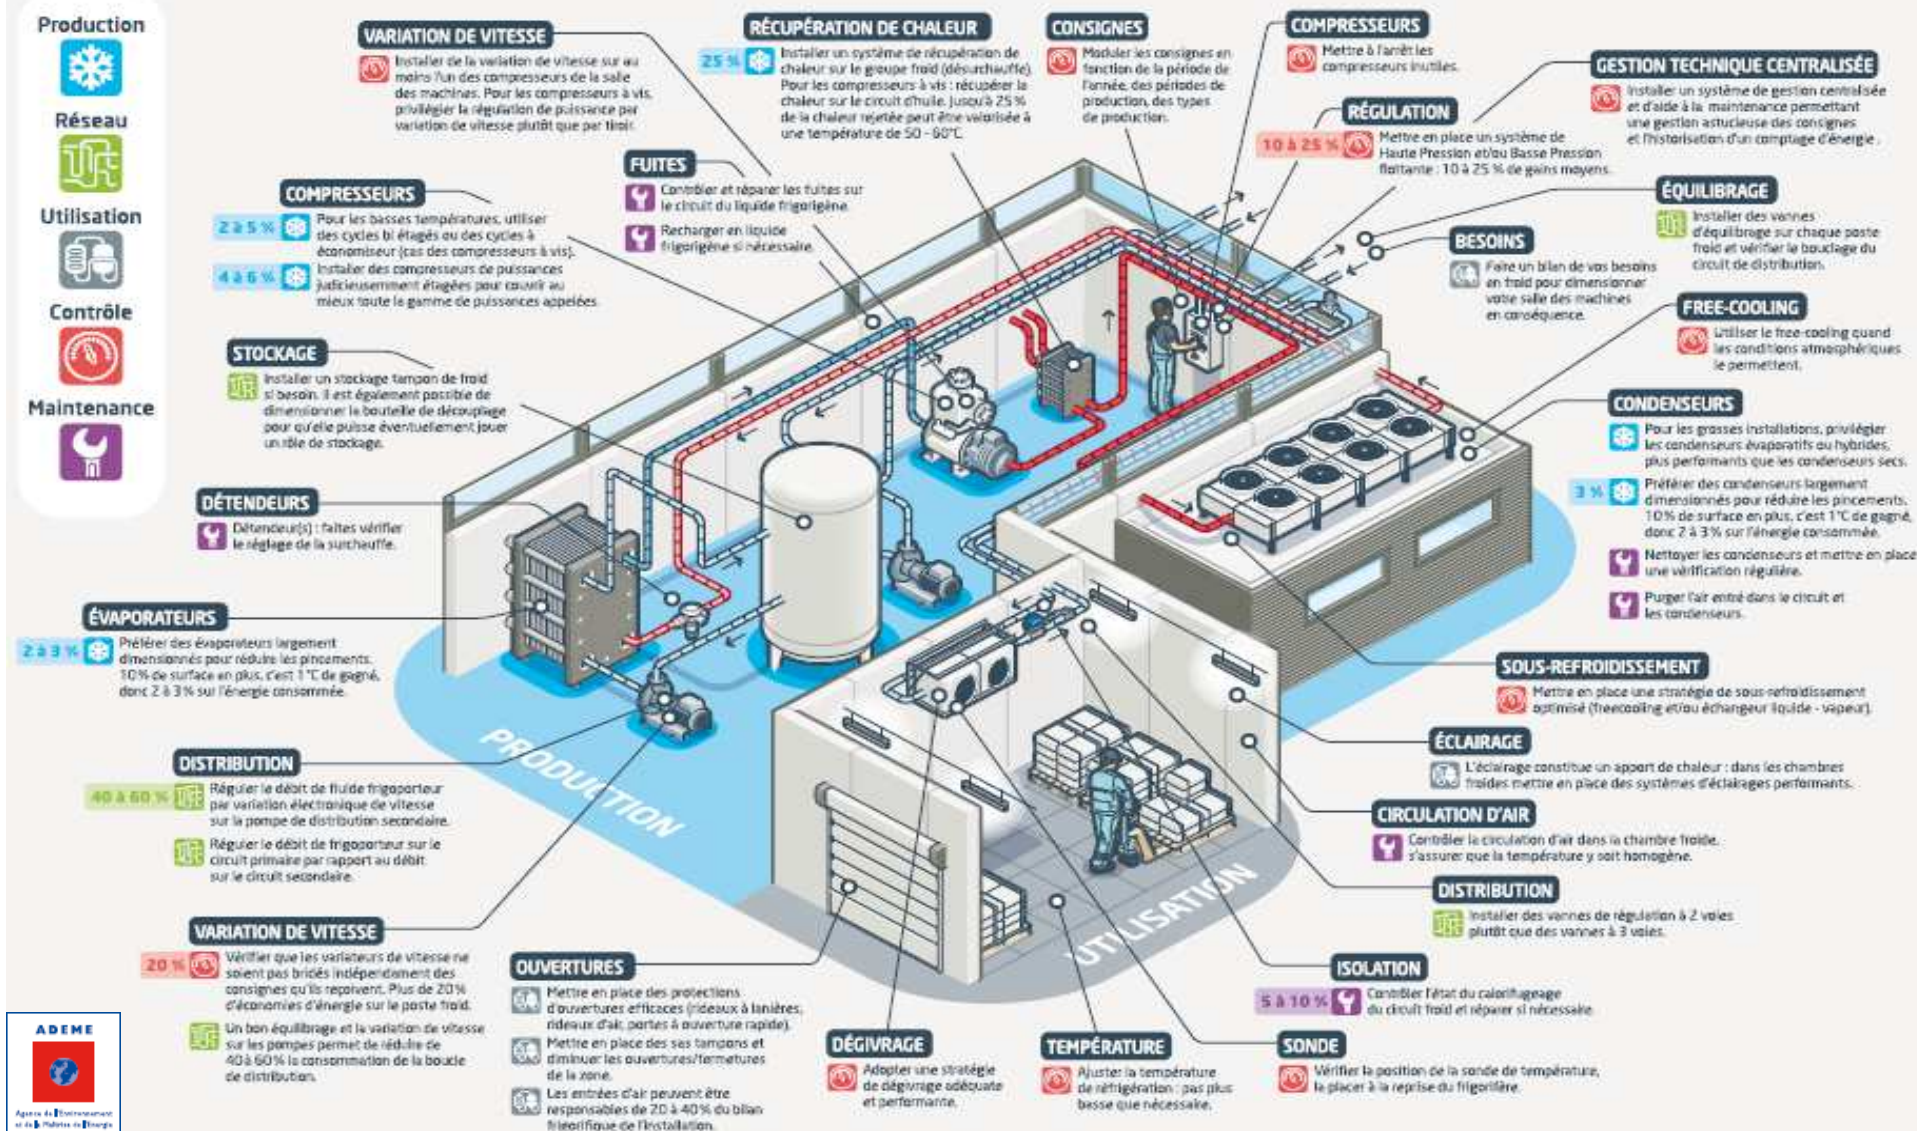 Production
Réseau
Utilisation
Contrôle
Maintenance
VARIATION DE VITESSE
Installer de la variation de vitesse sur au
moins l'un des compresseurs de la salle
des machines. Pour les compresseurs à vis,
privilégier la régulation de puissance par
variation de vitesse plutôt que par tiroir.
RÉCUPÉRATION DE CHALEUR
25 %
Installer un système de récupération de
chaleur sur le groupe froid (désurchauffe).
Pour les compresseurs à vis : récupérer la
chaleur sur le circuit d'huile. Jusqu'à 25 %
de la chaleur rejetée peut être valorisée à
une température de 50 - 60°C.
CONSIGNES
Moduler les consignes en
fonction de la période de
l'année, des périodes de
production, des types
de production.
COMPRESSEURS
Mettre à l'arrêt les
compresseurs inutiles.
GESTION TECHNIQUE CENTRALISÉE
Installer un système de gestion centralisée
et d'aide à la maintenance permettant
une gestion astucieuse des consignes
et l'historisation d'un comptage d'énergie.
RÉGULATION
10 à 25 %
Mettre en place un système de
Haute Pression et/ou Basse Pression
flottante : 10 à 25 % de gains moyens.
FUITES
Contrôler et réparer les fuites sur
le circuit du liquide frigorigène.
Recharger en liquide
frigorigène si nécessaire.
COMPRESSEURS
2 à 5 %
Pour les basses températures, utiliser
des cycles bi étagés ou des cycles à
économiseur (cas des compresseurs à vis).
4 à 6 %
Installer des compresseurs de puissances
judicieusement étagées pour couvrir au
mieux toute la gamme de puissances appelées.
ÉQUILIBRAGE
Installer des vannes
d'équilibrage sur chaque poste
froid et vérifier le bouclage du
circuit de distribution.
BESOINS
Faire un bilan de vos besoins
en froid pour dimensionner
votre salle des machines
en conséquence.
FREE-COOLING
Utiliser le free-cooling quand
les conditions atmosphériques
le permettent.
STOCKAGE
Installer un stockage tampon de froid
si besoin. Il est également possible de
dimensionner la bouteille de découplage
pour qu'elle puisse éventuellement jouer
un rôle de stockage.
CONDENSEURS
Pour les grosses installations, privilégier
les condenseurs évaporatifs ou hybrides,
plus performants que les condenseurs secs.
3 %
Préférer des condenseurs largement
dimensionnés pour réduire les pincements.
10 % de surface en plus, c'est 1 °C de gagné,
donc 2 à 3 % sur l'énergie consommée.
Nettoyer les condenseurs et mettre en place
une vérification régulière.
Purger l'air entré dans le circuit et
les condenseurs.
DÉTENDEURS
Détendeur(s) : faites vérifier
le réglage de la surchauffe.
ÉVAPORATEURS
2 à 3 %
Préférer des évaporateurs largement
dimensionnés pour réduire les pincements.
10 % de surface en plus, c'est 1 °C de gagné,
donc 2 à 3 % sur l'énergie consommée.
SOUS-REFROIDISSEMENT
Mettre en place une stratégie de sous-refroidissement
optimisé (freecooling et/ou échangeur liquide - vapeur).
PRODUCTION
ÉCLAIRAGE
L'éclairage constitue un apport de chaleur : dans les chambres
froides mettre en place des systèmes d'éclairages performants.
DISTRIBUTION
40 à 60 %
Réguler le débit de fluide frigoporteur
par variation électronique de vitesse
sur la pompe de distribution secondaire.
Réguler le débit de frigoporteur sur le
circuit primaire par rapport au débit
sur le circuit secondaire.
CIRCULATION D'AIR
Contrôler la circulation d'air dans la chambre froide,
s'assurer que la température y soit homogène.
DISTRIBUTION
Installer des vannes de régulation à 2 voies
plutôt que des vannes à 3 voies.
UTILISATION
VARIATION DE VITESSE
20 %
Vérifier que les variateurs de vitesse ne
soient pas bridés indépendament des
consignes qu'ils reçoivent. Plus de 20 %
d'économies d'énergie sur le poste froid.
Un bon équilibrage et la variation de vitesse
sur les pompes permet de réduire de
40 à 60 % la consommation de la boucle
de distribution.
OUVERTURES
Mettre en place des protections
d'ouvertures efficaces (rideaux à lanières,
rideaux d'air, portes à ouverture rapide).
Mettre en place des sas tampons et
diminuer les ouvertures/fermetures
de la zone.
Les entrées d'air peuvent être
responsables de 20 à 40 % du bilan
frigorifique de l'installation.
ISOLATION
5 à 10 %
Contrôler l'état du calorifugeage
du circuit froid et réparer si nécessaire
DÉGIVRAGE
Adopter une stratégie
de dégivrage adéquate
et performante.
TEMPÉRATURE
Ajuster la température
de réfrigération : pas plus
basse que nécessaire.
SONDE
Vérifier la position de la sonde de température,
la placer à la reprise du frigorifère.
ADEME
Agence de l'Environnement
et de la Maîtrise de l'Energie